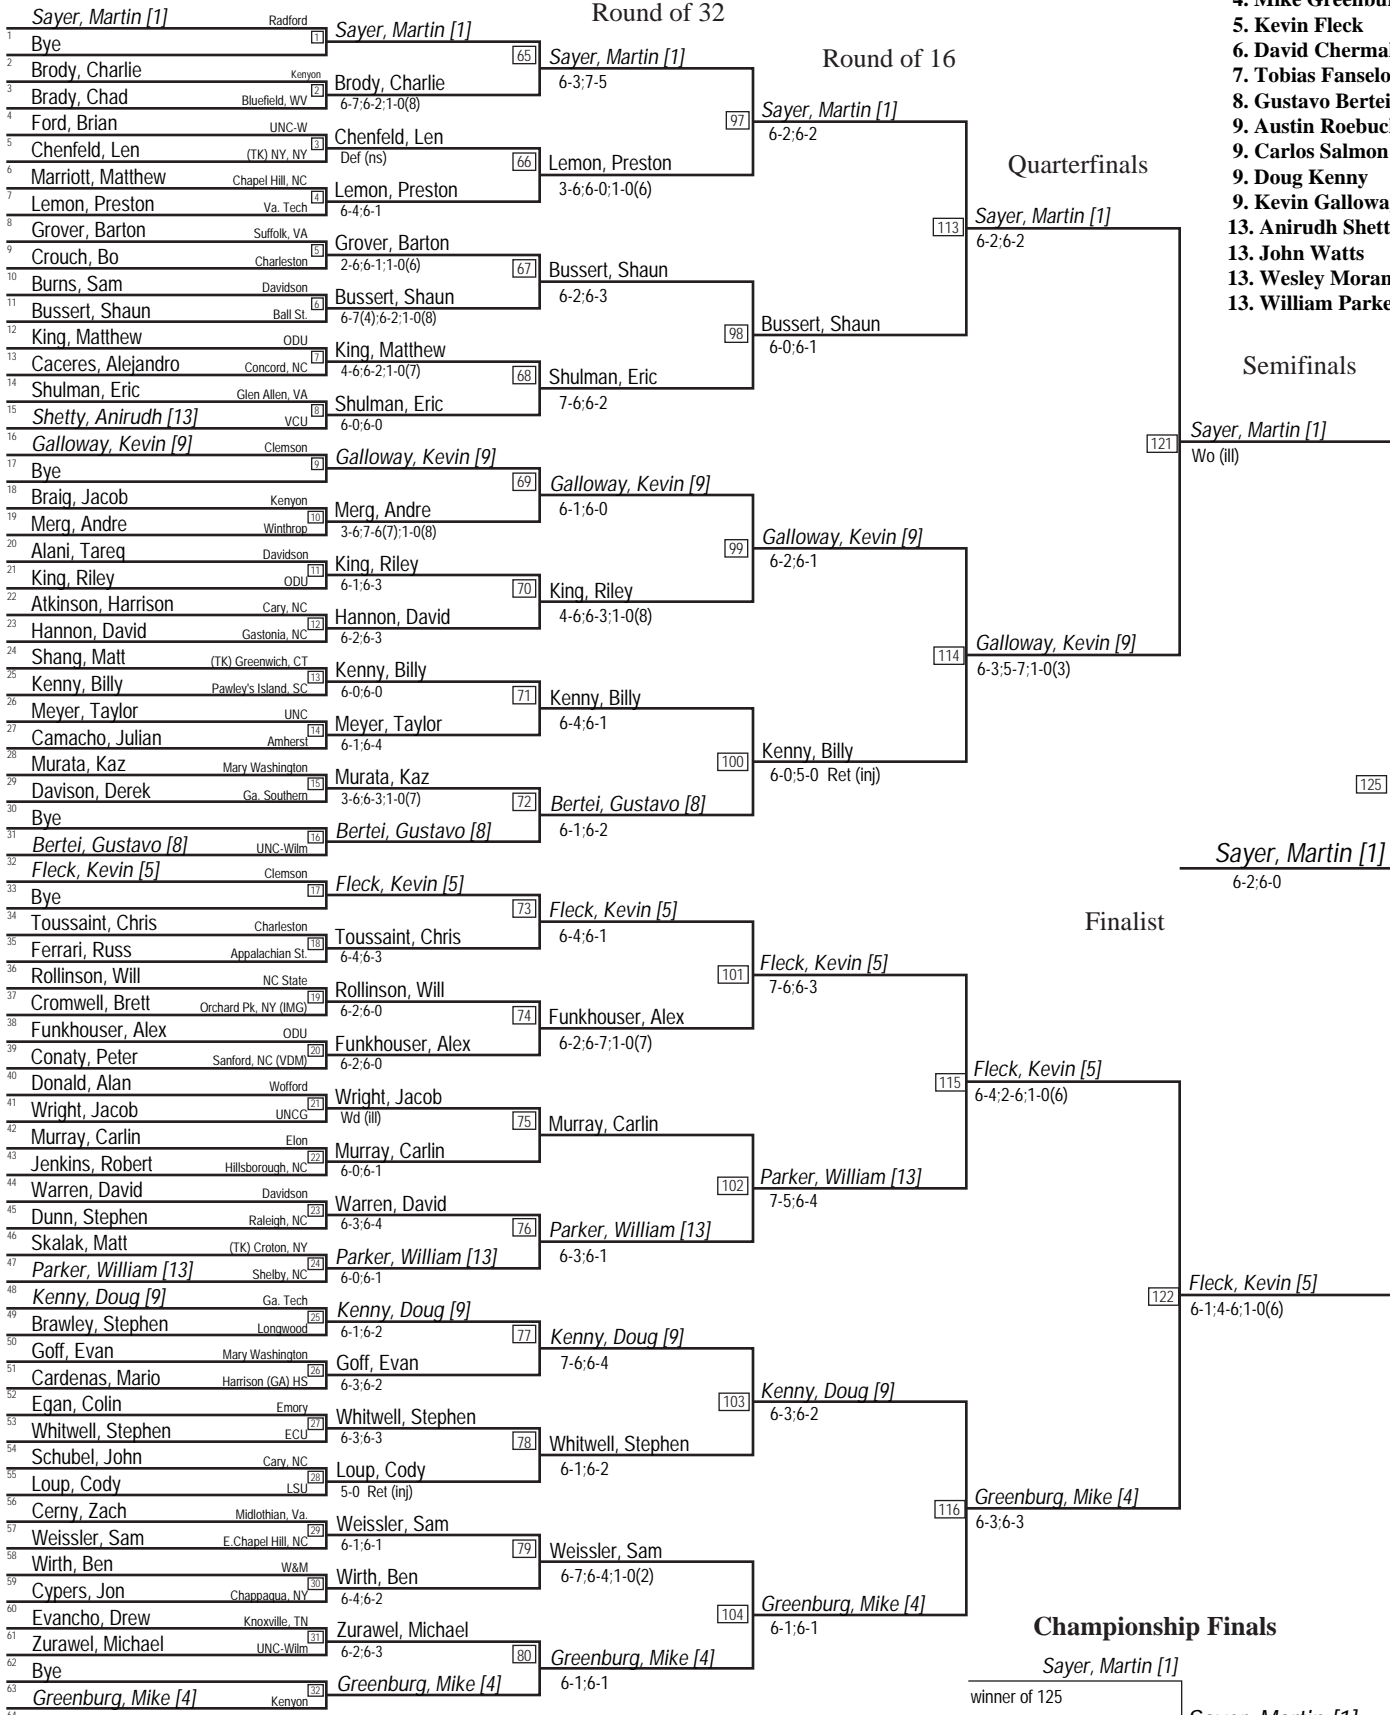 Round of 32
Round of 16
Quarterfinals
Semifinals
Finalist
5. Kevin Fleck
6. David
7. Tobias
8. Gustavo
9. Austin
9. Carlos Salmon
9. Doug Kenny
9. Kevin
13. Anirudh
13. John Watts
13. Wesley
13. William
Sayer, Martin [1] Radford
1 Bye 1
2 Brody, Charlie Kenyon
3 Brady, Chad Bluefield, WV 2
4 Ford, Brian UNC-W
5 Chenfeld, Len (TK) NY, NY 3
6 Marriott, Matthew Chapel Hill, NC
7 Lemon, Preston Va. Tech 4
8 Grover, Barton Suffolk, VA
9 Crouch, Bo Charleston 5
10 Burns, Sam Davidson
11 Bussert, Shaun Ball St. 6
12 King, Matthew ODU
13 Caceres, Alejandro Concord, NC 7
14 Shulman, Eric Glen Allen, VA
15 Shetty, Anirudh [13] VCU 8
16 Galloway, Kevin [9] Clemson
17 Bye 9
18 Braig, Jacob Kenyon
19 Merg, Andre Winthrop 10
20 Alani, Tareq Davidson
21 King, Riley ODU 11
22 Atkinson, Harrison Cary, NC
23 Hannon, David Gastonia, NC 12
24 Shang, Matt (TK) Greenwich, CT
25 Kenny, Billy Pawley's Island, SC 13
26 Meyer, Taylor UNC
27 Camacho, Julian Amherst 14
28 Murata, Kaz Mary Washington
29 Davison, Derek Ga. Southern 15
30 Bye
31 Bertei, Gustavo [8] UNC-Wilm 16
32 Fleck, Kevin [5] Clemson
33 Bye 17
34 Toussaint, Chris Charleston
35 Ferrari, Russ Appalachian St. 18
36 Rollinson, Will NC State
37 Cromwell, Brett Orchard Pk, NY (IMG) 19
38 Funkhouser, Alex ODU
39 Conaty, Peter Sanford, NC (VDM) 20
40 Donald, Alan Wofford
41 Wright, Jacob UNCG 21
42 Murray, Carlin Elon
43 Jenkins, Robert Hillsborough, NC 22
44 Warren, David Davidson
45 Dunn, Stephen Raleigh, NC 23
46 Skalak, Matt (TK) Croton, NY
47 Parker, William [13] Shelby, NC 24
48 Kenny, Doug [9] Ga. Tech
49 Brawley, Stephen Longwood 25
50 Goff, Evan Mary Washington
51 Cardenas, Mario Harrison (GA) HS 26
52 Egan, Colin Emory
53 Whitwell, Stephen ECU 27
54 Schubel, John Cary, NC
55 Loup, Cody LSU 28
56 Cerny, Zach Midlothian, Va.
57 Weissler, Sam E.Chapel Hill, NC 29
58 Wirth, Ben W&M
59 Cypers, Jon Chappaqua, NY 30
60 Evancho, Drew Knoxville, TN
61 Zurawel, Michael UNC-Wilm 31
62 Bye
63 Greenburg, Mike [4] Kenyon 32
Sayer, Martin [1]
65
Brody, Charlie
6-7;6-2;1-0(8)
Chenfeld, Len
Def (ns)
66
Lemon, Preston
6-4;6-1
Grover, Barton
2-6;6-1;1-0(6)
67
Bussert, Shaun
6-7(4);6-2;1-0(8)
King, Matthew
4-6;6-2;1-0(7)
68
Shulman, Eric
6-0;6-0
Galloway, Kevin [9]
69
Merg, Andre
3-6;7-6(7);1-0(8)
King, Riley
6-1;6-3
70
Hannon, David
6-2;6-3
Kenny, Billy
6-0;6-0
71
Meyer, Taylor
6-1;6-4
Murata, Kaz
3-6;6-3;1-0(7)
72
Bertei, Gustavo [8]
Fleck, Kevin [5]
73
Toussaint, Chris
6-4;6-3
Rollinson, Will
6-2;6-0
74
Funkhouser, Alex
6-2;6-0
Wright, Jacob
Wd (ill)
75
Murray, Carlin
6-0;6-1
Warren, David
6-3;6-4
76
Parker, William [13]
6-0;6-1
Kenny, Doug [9]
6-1;6-2
77
Goff, Evan
6-3;6-2
Whitwell, Stephen
6-3;6-3
78
Loup, Cody
5-0 Ret (inj)
Weissler, Sam
6-1;6-1
79
Wirth, Ben
6-4;6-2
Zurawel, Michael
6-2;6-3
80
Greenburg, Mike [4]
Sayer, Martin [1]
6-3;7-5
97
Lemon, Preston
3-6;6-0;1-0(6)
Bussert, Shaun
6-2;6-3
98
Shulman, Eric
7-6;6-2
Galloway, Kevin [9]
6-1;6-0
99
King, Riley
4-6;6-3;1-0(8)
Kenny, Billy
6-4;6-1
100
Bertei, Gustavo [8]
6-1;6-2
Fleck, Kevin [5]
6-4;6-1
101
Funkhouser, Alex
6-2;6-7;1-0(7)
Murray, Carlin
102
Parker, William [13]
6-3;6-1
Kenny, Doug [9]
7-6;6-4
103
Whitwell, Stephen
6-1;6-2
Weissler, Sam
6-7;6-4;1-0(2)
104
Greenburg, Mike [4]
6-1;6-1
Sayer, Martin [1]
6-2;6-2
113
Bussert, Shaun
6-0;6-1
Galloway, Kevin [9]
6-2;6-1
114
Kenny, Billy
6-0;5-0 Ret (inj)
Fleck, Kevin [5]
7-6;6-3
115
Parker, William [13]
7-5;6-4
Kenny, Doug [9]
6-3;6-2
116
Greenburg, Mike [4]
6-1;6-1
Sayer, Martin [1]
6-2;6-2
121
Galloway, Kevin [9]
6-3;5-7;1-0(3)
Fleck, Kevin [5]
6-4;2-6;1-0(6)
122
Greenburg, Mike [4]
6-3;6-3
Sayer, Martin [1]
Wo (ill)
125
Sayer, Martin [1]
6-2;6-0
Fleck, Kevin [5]
6-1;4-6;1-0(6)
Championship Finals
Sayer, Martin [1]
winner of 125